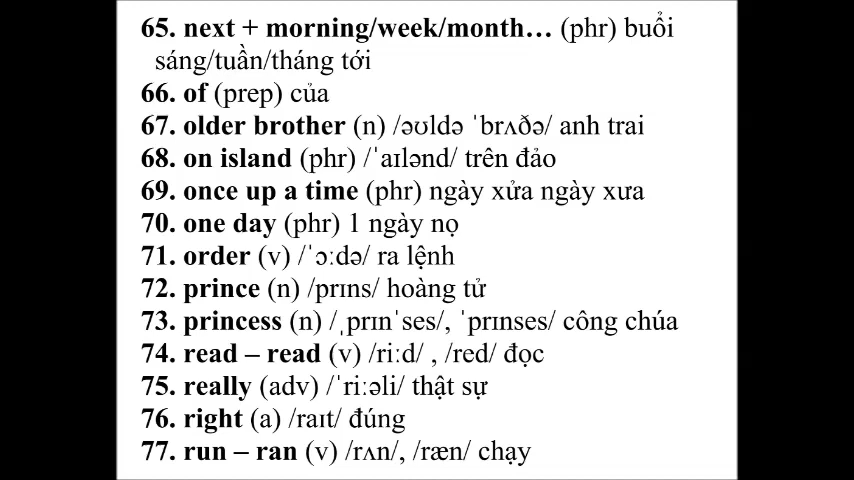 65. next + morning/week/month… (phr) buổi
sáng/tuần/tháng tới
66. of (prep) của
67. older brother (n) /əʊldə ˈbrʌðə/ anh trai
68. on island (phr) /ˈaɪlənd/ trên đảo
69. once up a time (phr) ngày xửa ngày xưa
70. one day (phr) 1 ngày nọ
71. order (v) /ˈɔːdə/ ra lệnh
72. prince (n) /prɪns/ hoàng tử
73. princess (n) /ˌprɪnˈses/, ˈprɪnses/ công chúa
74. read – read (v) /riːd/ , /red/ đọc
75. really (adv) /ˈriːəli/ thật sự
76. right (a) /raɪt/ đúng
77. run – ran (v) /rʌn/, /ræn/ chạy